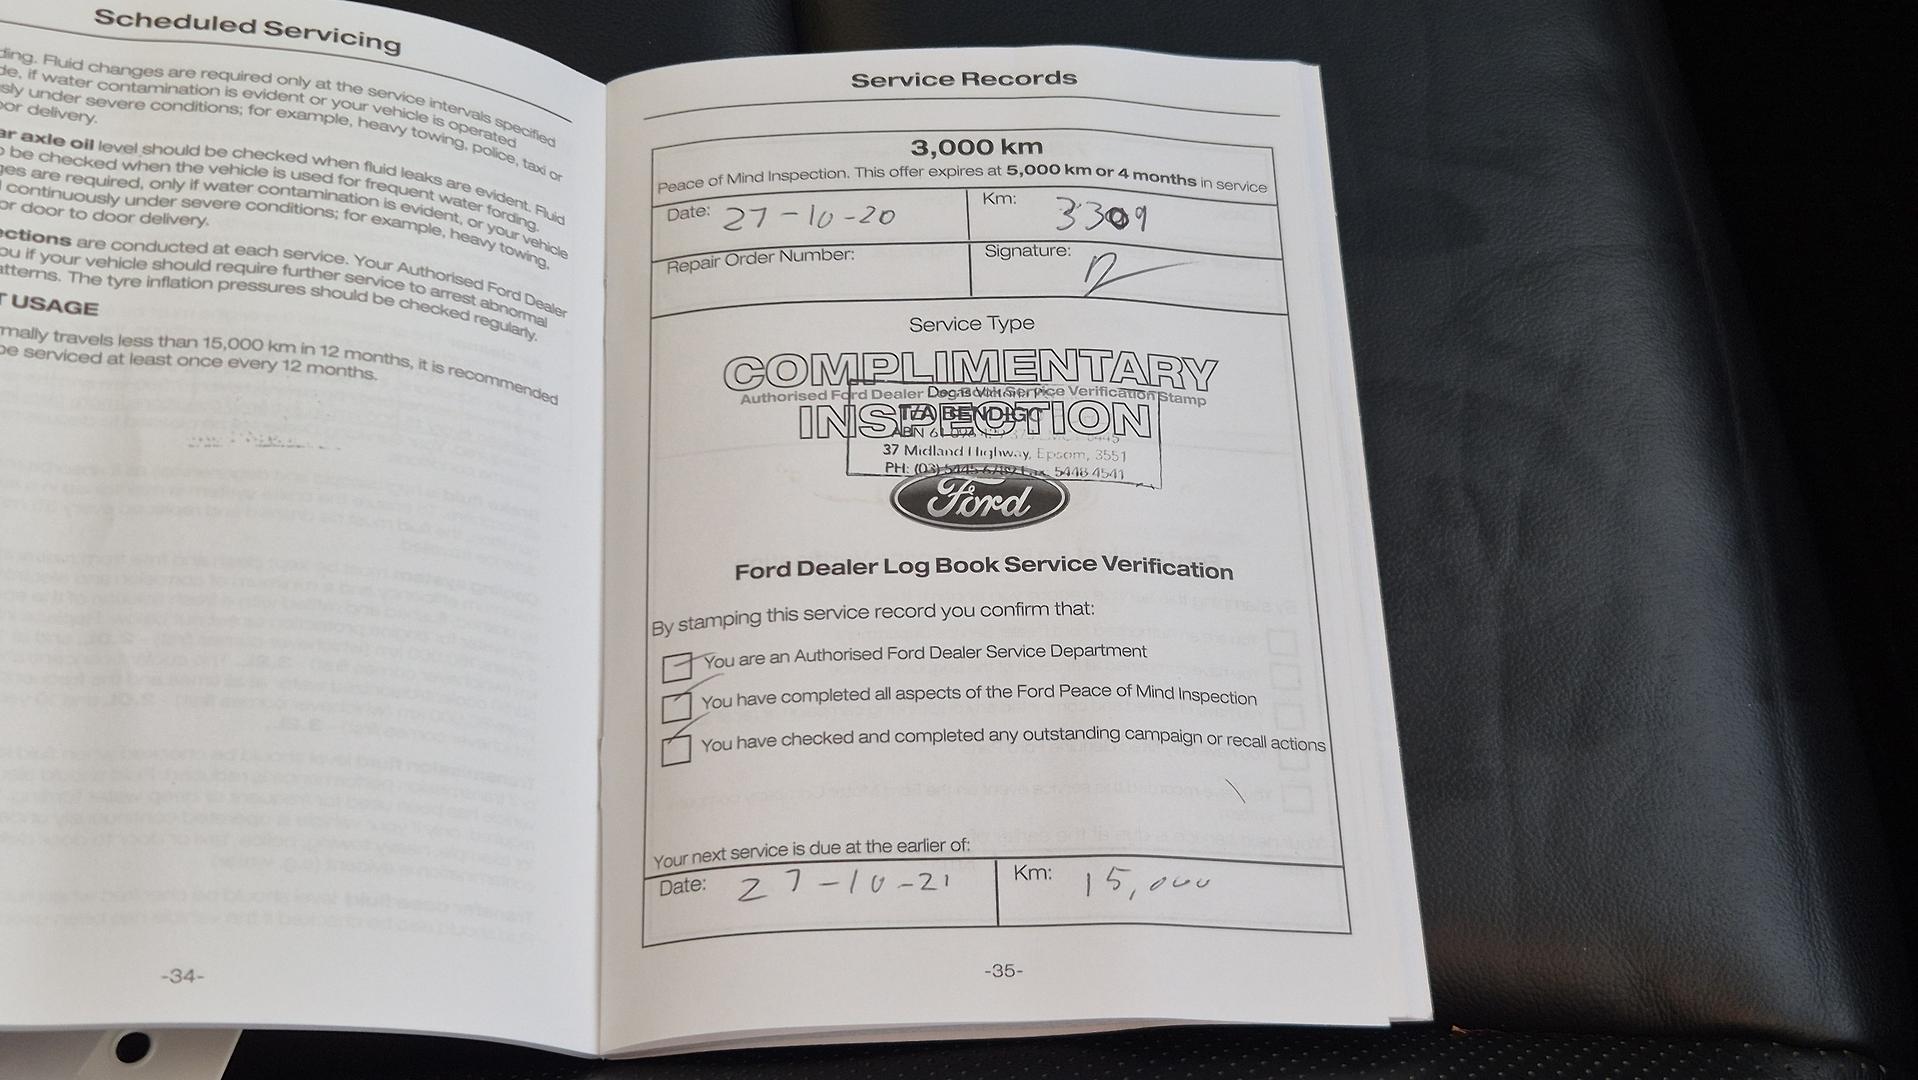 Scheduled Servicing
ding. Fluid changes are required only at the service intervals specified
de, if water contamination is evident or your vehicle is operated
sly under severe conditions; for example, heavy towing, police, taxi or
oor delivery.
ar axle oil level should be checked when fluid leaks are evident. Fluid
o be checked when the vehicle is used for frequent water fording.
ges are required, only if water contamination is evident, or your vehicle
continuously under severe conditions; for example, heavy towing,
or door to door delivery.
ections are conducted at each service. Your Authorised Ford Dealer
ou if your vehicle should require further service to arrest abnormal
atterns. The tyre inflation pressures should be checked regularly.
T USAGE
rmally travels less than 15,000 km in 12 months, it is recommended
be serviced at least once every 12 months.
-34-
Service Records
3,000 km
Peace of Mind Inspection. This offer expires at 5,000 km or 4 months in service
Date: 27-10-20 Km: 3309
Repair Order Number: Signature:
Service Type
COMPLIMENTARY
Authorised Ford Dealer Service Verification Stamp
INSPECTION
T/A BENDIGO
ABN 61
37 Midland Highway, Epsom, 3551
PH: (03) 5448 4541
Ford
Ford Dealer Log Book Service Verification
By stamping this service record you confirm that:
You are an Authorised Ford Dealer Service Department
You have completed all aspects of the Ford Peace of Mind Inspection
You have checked and completed any outstanding campaign or recall actions
Your next service is due at the earlier of:
Date: 27-10-21 Km: 15,000
-35-